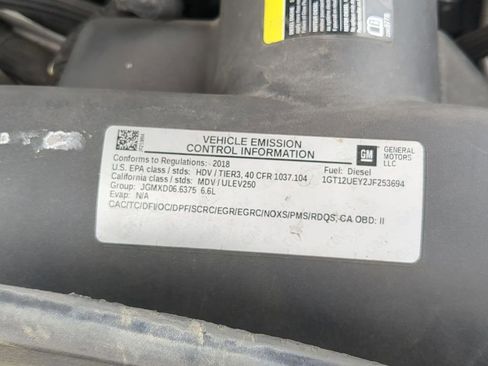 VEHICLE EMISSION
CONTROL INFORMATION
GM
GENERAL
MOTORS
LLC
Conforms to Regulations: 2018
Fuel: Diesel
U.S. EPA class / stds: HDV / TIER3, 40 CFR 1037.104
1GT12UEY2JF253694
California class / stds: MDV / ULEV250
Group: JGMXD06.6375 6.6L
Evap: N/A
CAC/TC/DFI/OC/DPF/SCRC/EGR/EGRC/NOXS/PMS/RDQS, CA OBD: II